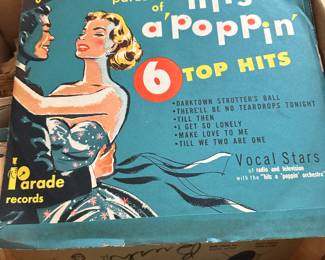 of
a'poppin'
6 TOP HITS
•DARKTOWN STRUTTER'S BALL
•THERE'LL BE NO TEARDROPS TONIGHT
•TILL THEN
•I GET SO LONELY
•MAKE LOVE TO ME
•TILL WE TWO ARE ONE
Vocal Stars
of radio and television
with the "hits a poppin' orchestra"
Parade
records